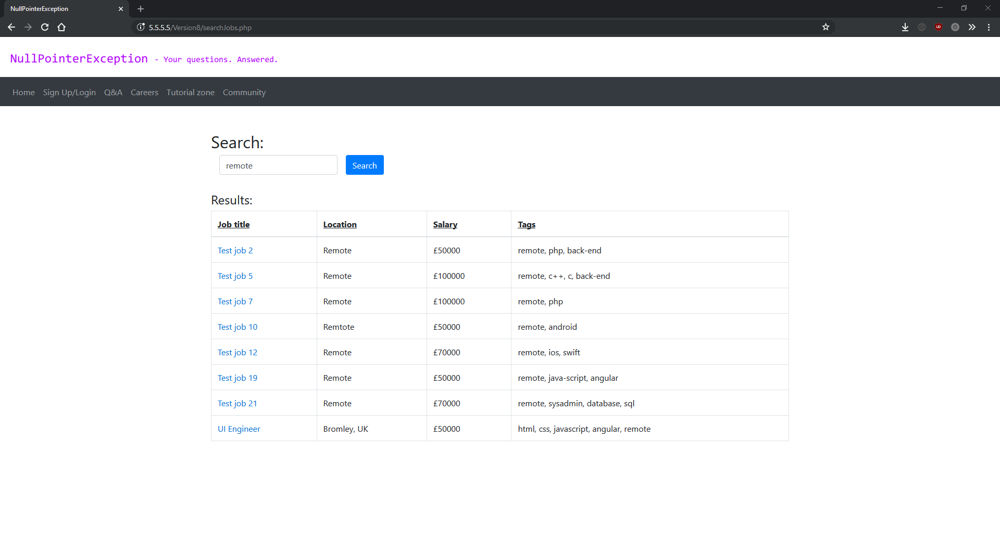 NullPointerException
5.5.5.5/Version8/searchJobs.php
NullPointerException - Your questions. Answered.
Home Sign Up/Login Q&A Careers Tutorial zone Community
Search:
remote Search
Results:
Job title Location Salary Tags
Test job 2 Remote £50000 remote, php, back-end
Test job 5 Remote £100000 remote, c++, c, back-end
Test job 7 Remote £100000 remote, php
Test job 10 Remtote £50000 remote, android
Test job 12 Remote £70000 remote, ios, swift
Test job 19 Remote £50000 remote, java-script, angular
Test job 21 Remote £70000 remote, sysadmin, database, sql
UI Engineer Bromley, UK £50000 html, css, javascript, angular, remote